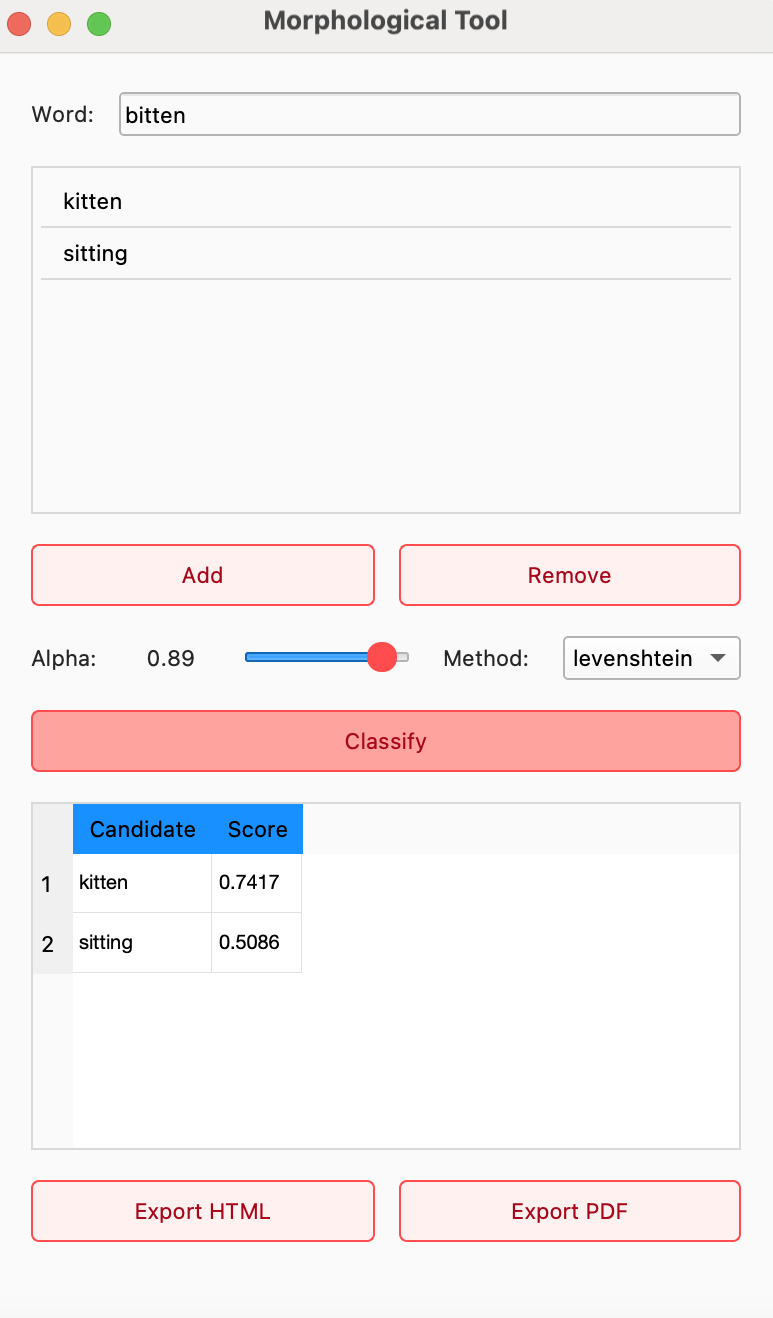 Morphological Tool
Word: bitten
kitten
sitting
Add Remove
Alpha: 0.89 Method: levenshtein
Classify
Candidate Score
1 kitten 0.7417
2 sitting 0.5086
Export HTML Export PDF